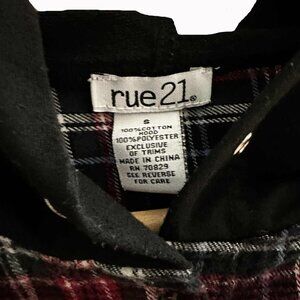 rue21®
S
100%COTTON
HOOD
100%POLYESTER
EXCLUSIVE
OF TRIMS
MADE IN CHINA
RN 70829
SEE REVERSE
FOR CARE